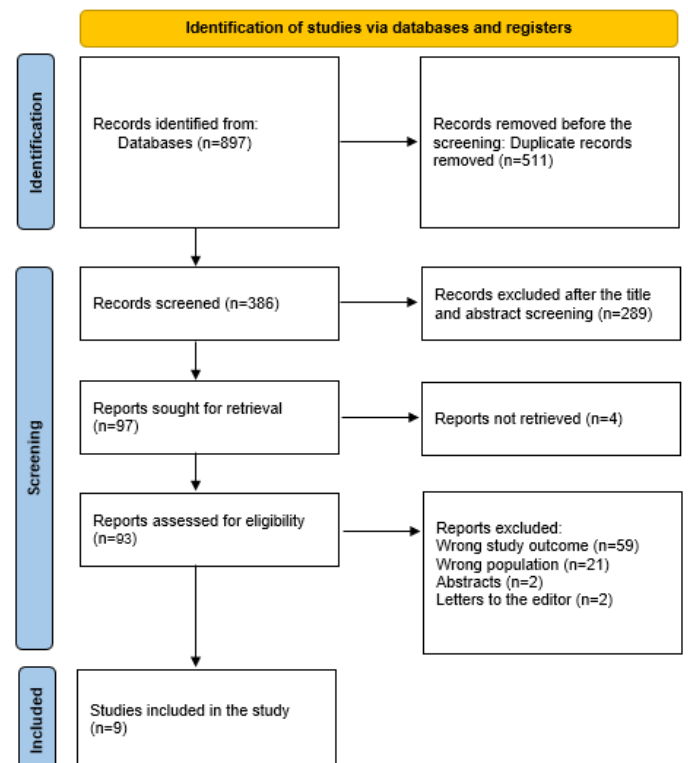 Identification of studies via databases and registers
Identification
Records identified from:
Databases (n=897)
Records removed before the
screening: Duplicate records
removed (n=511)
Screening
Records screened (n=386)
Records excluded after the title
and abstract screening (n=289)
Reports sought for retrieval
(n=97)
Reports not retrieved (n=4)
Reports assessed for eligibility
(n=93)
Reports excluded:
Wrong study outcome (n=59)
Wrong population (n=21)
Abstracts (n=2)
Letters to the editor (n=2)
Included
Studies included in the study
(n=9)